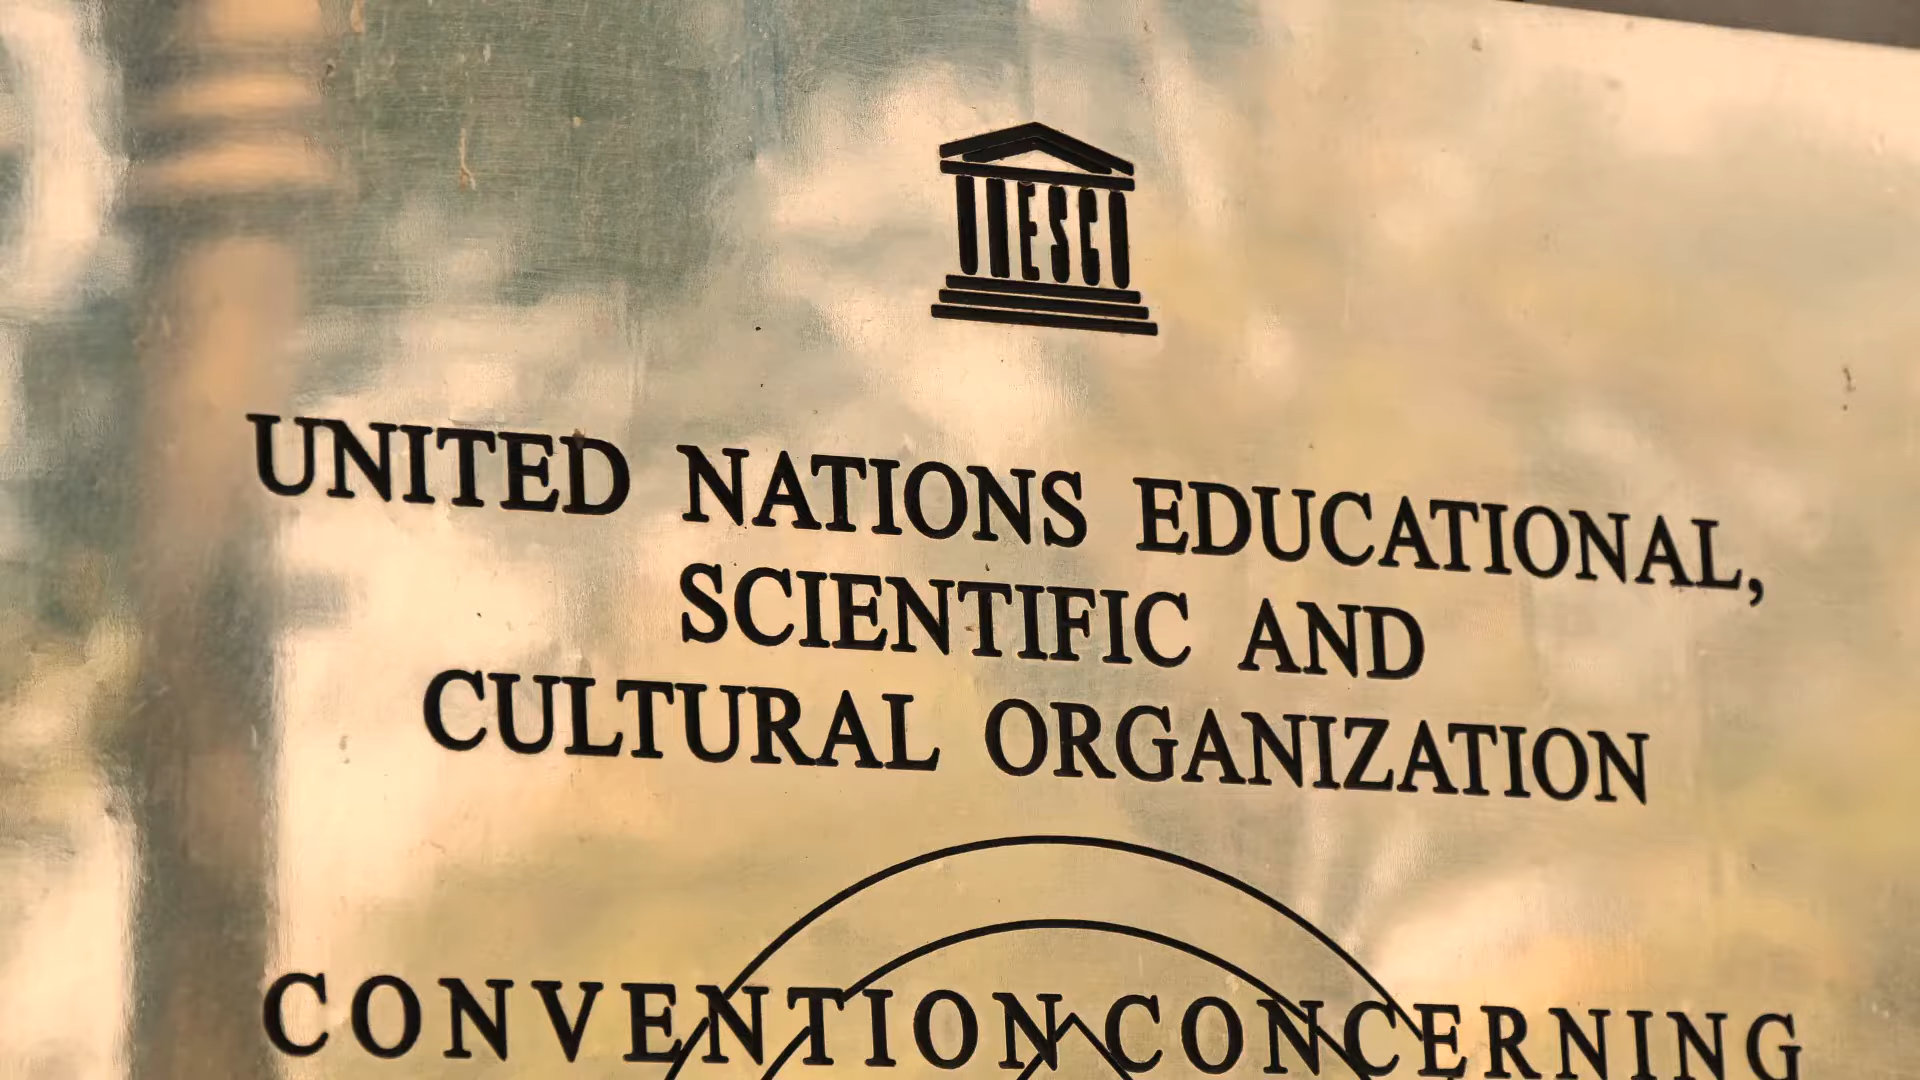 UNESCO
UNITED NATIONS EDUCATIONAL,
SCIENTIFIC AND
CULTURAL ORGANIZATION
CONVENTION CONCERNING